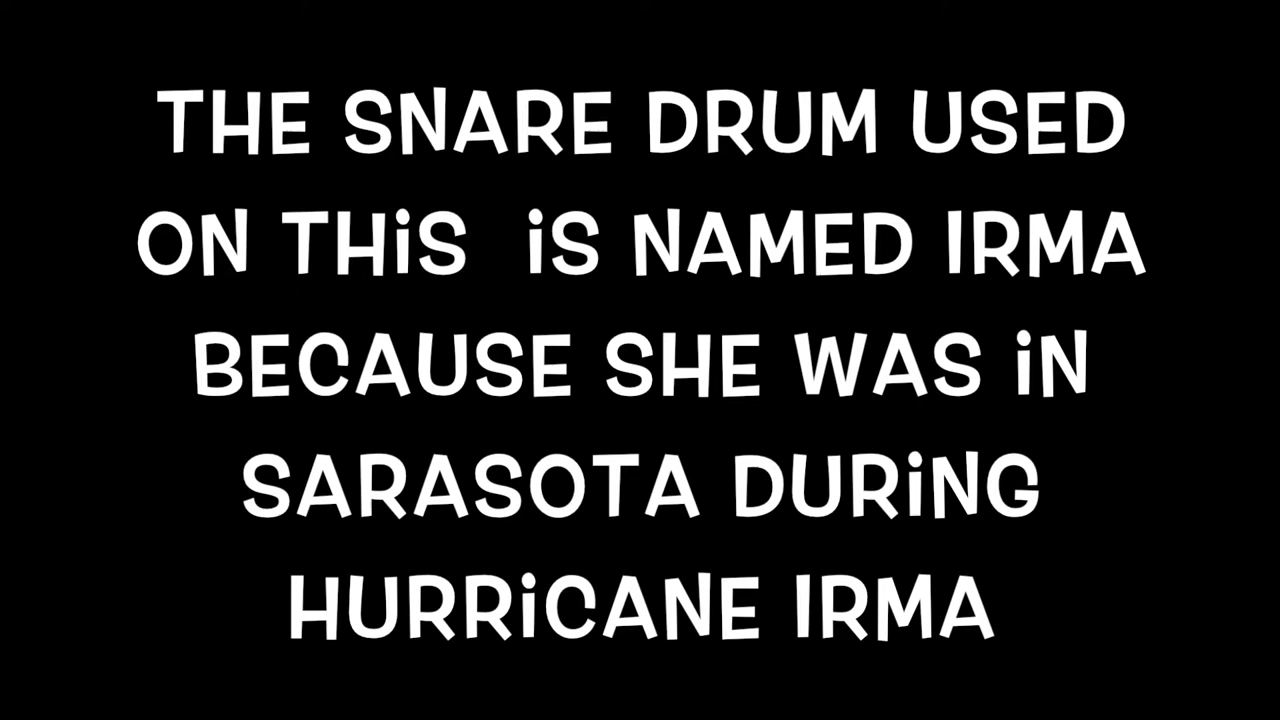 THE SNARE DRUM USED
ON THiS  iS NAMED IRMA
BECAUSE SHE WAS iN
SARASOTA DURiNG
HURRiCANE IRMA